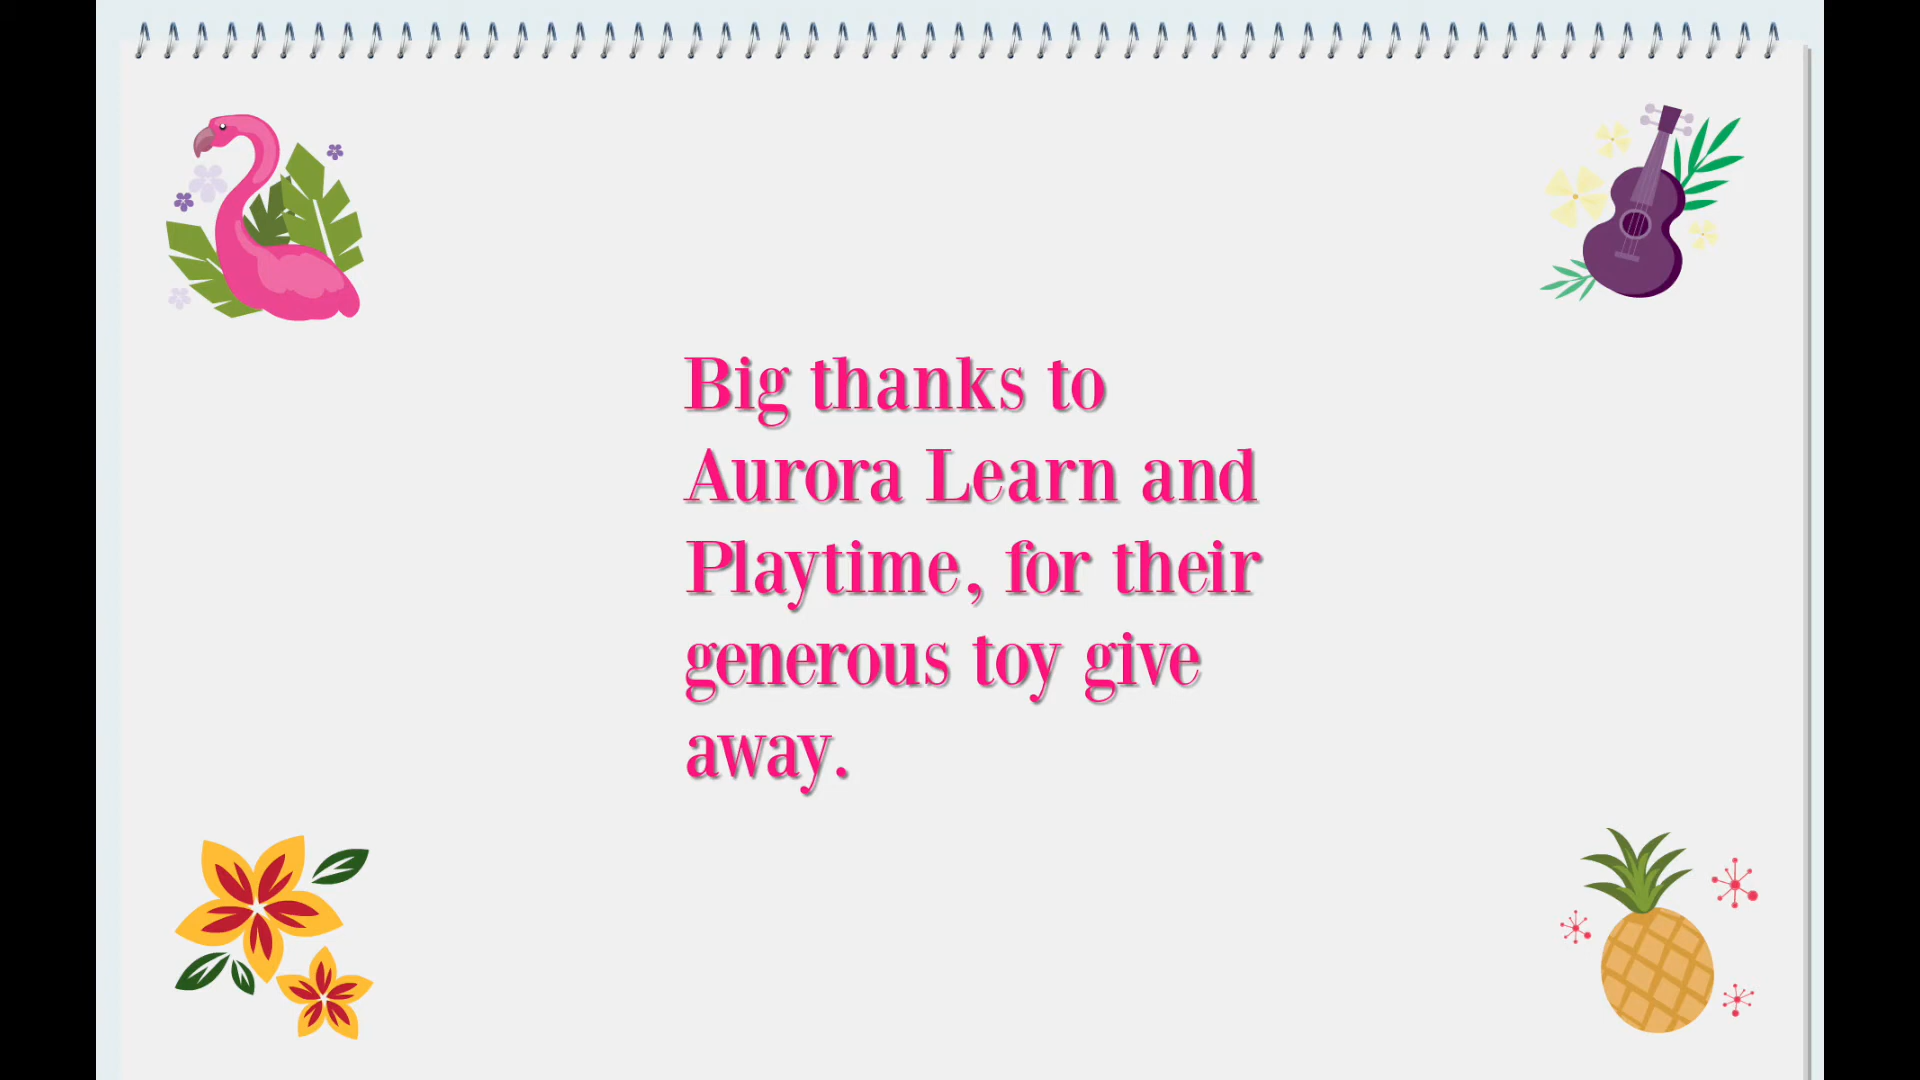 Big thanks to
Aurora Learn and
Playtime, for their
generous toy give
away.